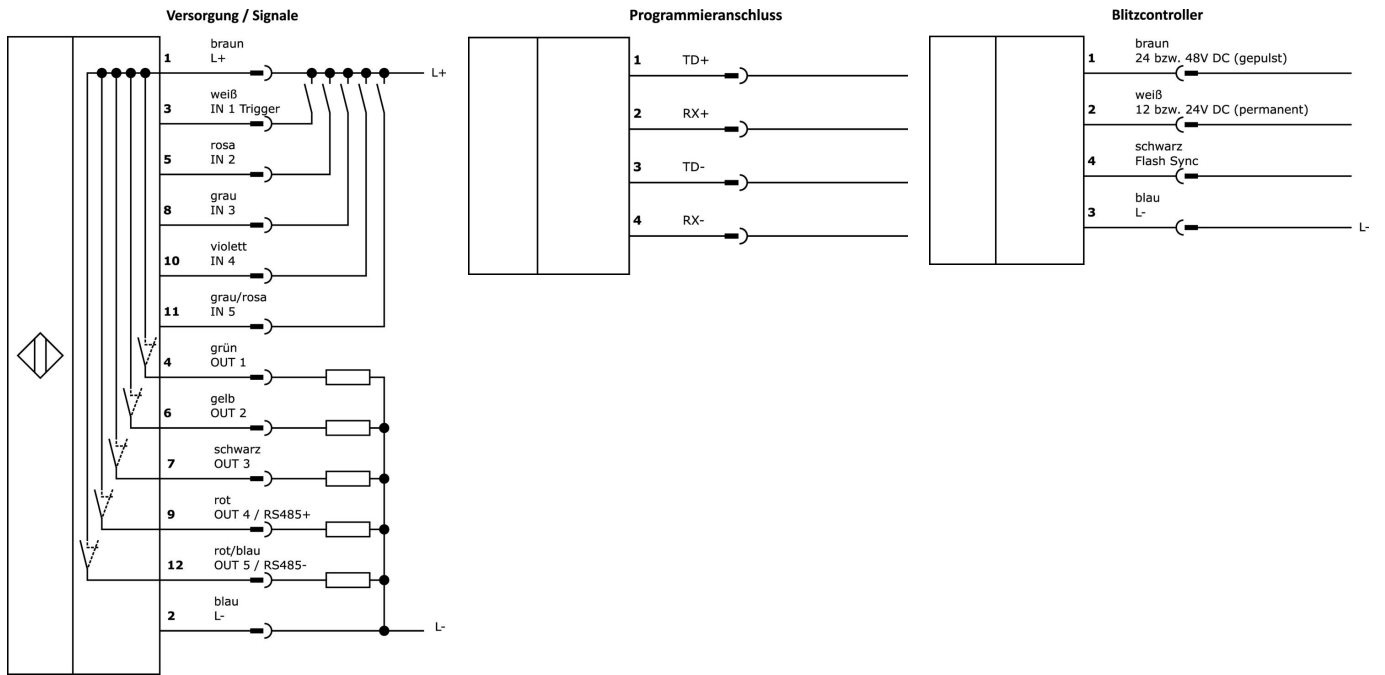 Versorgung / Signale
braun
1 L+
L+
weiß
3 IN 1 Trigger
rosa
5 IN 2
grau
8 IN 3
violett
10 IN 4
grau/rosa
11 IN 5
grün
4 OUT 1
gelb
6 OUT 2
schwarz
7 OUT 3
rot
9 OUT 4 / RS485+
rot/blau
12 OUT 5 / RS485-
blau
2 L-
L-
Programmieranschluss
1 TD+
2 RX+
3 TD-
4 RX-
Blitzcontroller
braun
1 24 bzw. 48V DC (gepulst)
weiß
2 12 bzw. 24V DC (permanent)
schwarz
4 Flash Sync
blau
3 L-
L-